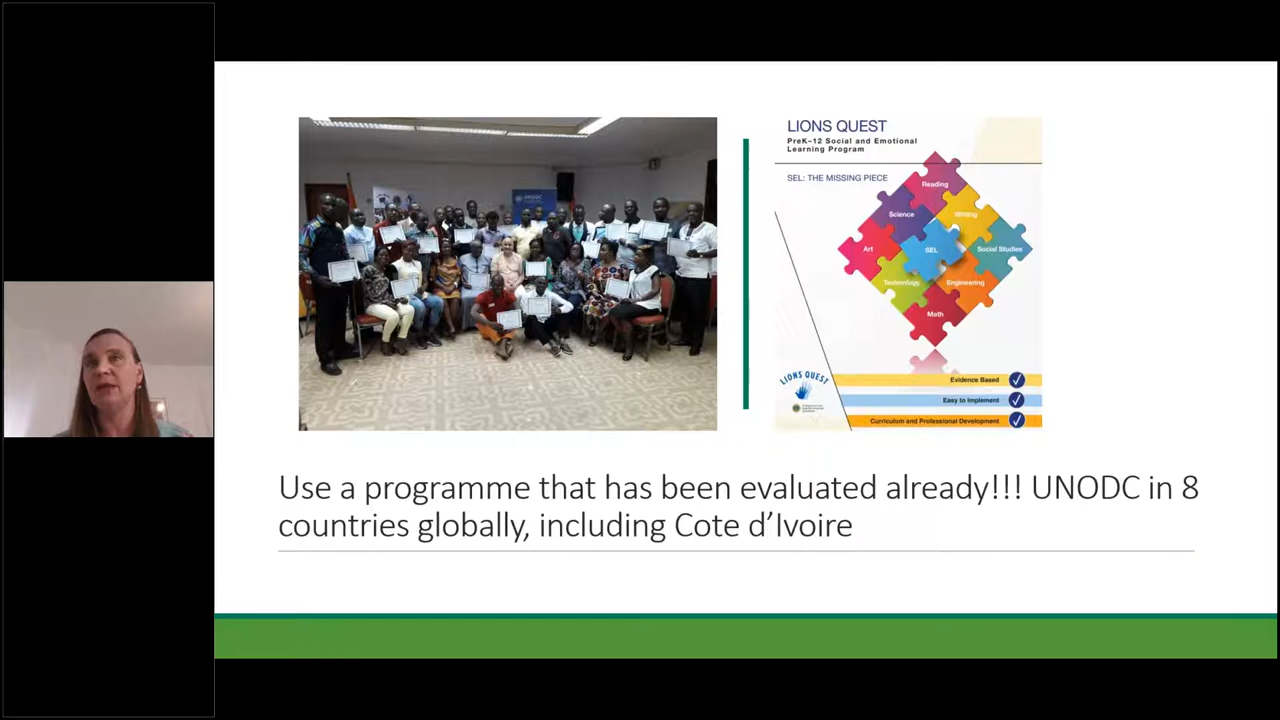 UNODC
LIONS QUEST
PreK–12 Social and Emotional
Learning Program
SEL: THE MISSING PIECE
Reading
Science
Writing
Art
SEL
Social Studies
Technology
Engineering
Math
LIONS QUEST
Evidence Based
Easy to Implement
Curriculum and Professional Development
Use a programme that has been evaluated already!!! UNODC in 8
countries globally, including Cote d’Ivoire